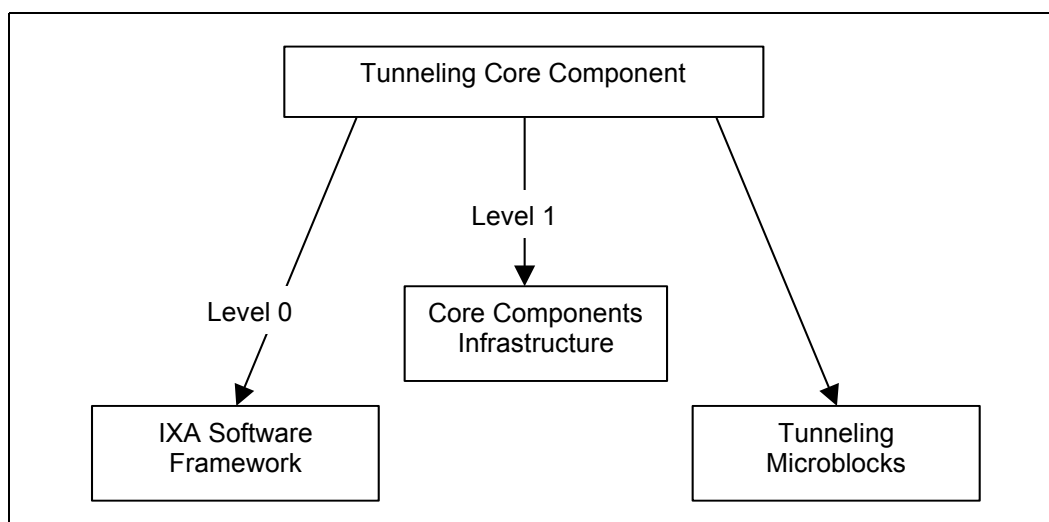 Tunneling Core Component
Level 1
Level 0
Core Components
Infrastructure
IXA Software
Framework
Tunneling
Microblocks